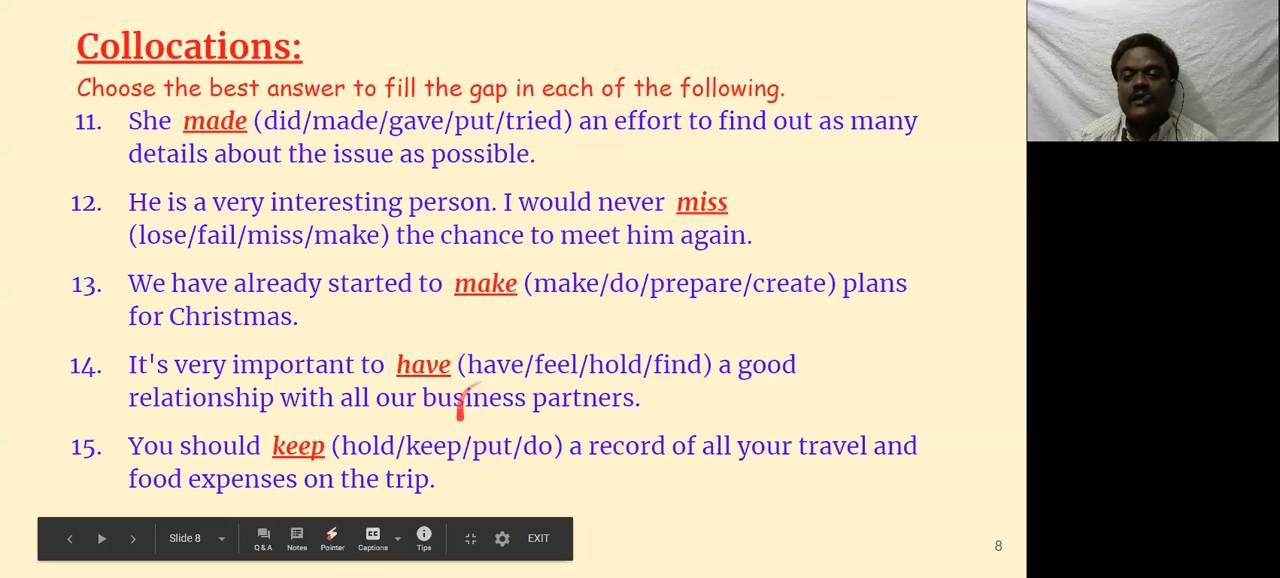 Collocations:
Choose the best answer to fill the gap in each of the following.
11. She made (did/made/gave/put/tried) an effort to find out as many
details about the issue as possible.
12. He is a very interesting person. I would never miss
(lose/fail/miss/make) the chance to meet him again.
13. We have already started to make (make/do/prepare/create) plans
for Christmas.
14. It's very important to have (have/feel/hold/find) a good
relationship with all our business partners.
15. You should keep (hold/keep/put/do) a record of all your travel and
food expenses on the trip.
Slide 8
Q & A
Notes
Pointer
CC
Captions
Tips
EXIT
8